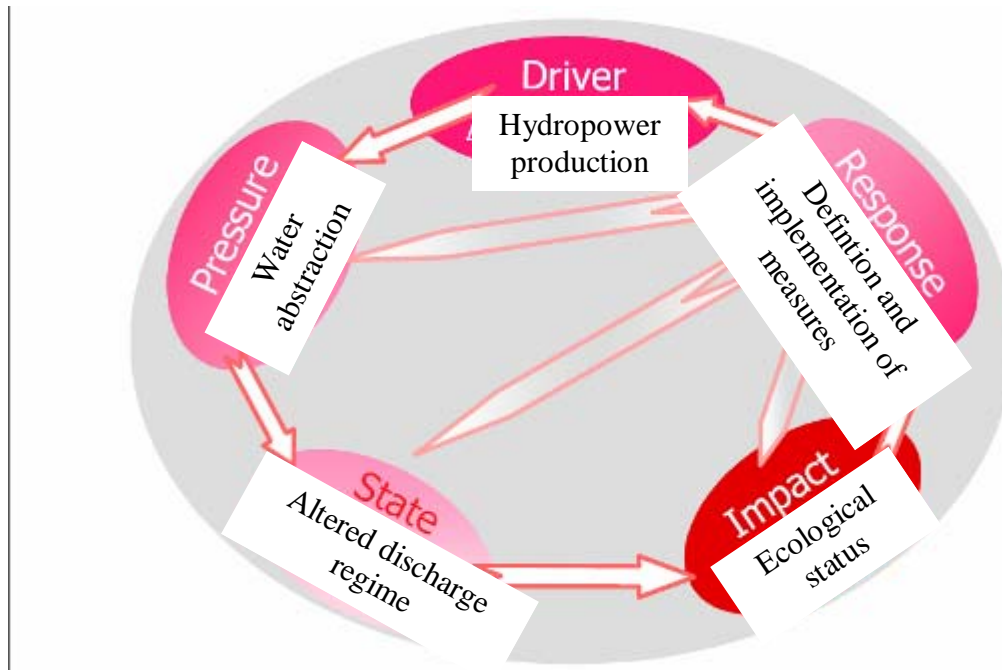 Driver
Hydropower
production
Pressure
Water
abstraction
State
Altered discharge
regime
Impact
Ecological
status
Response
Defintion and
implementation of
measures